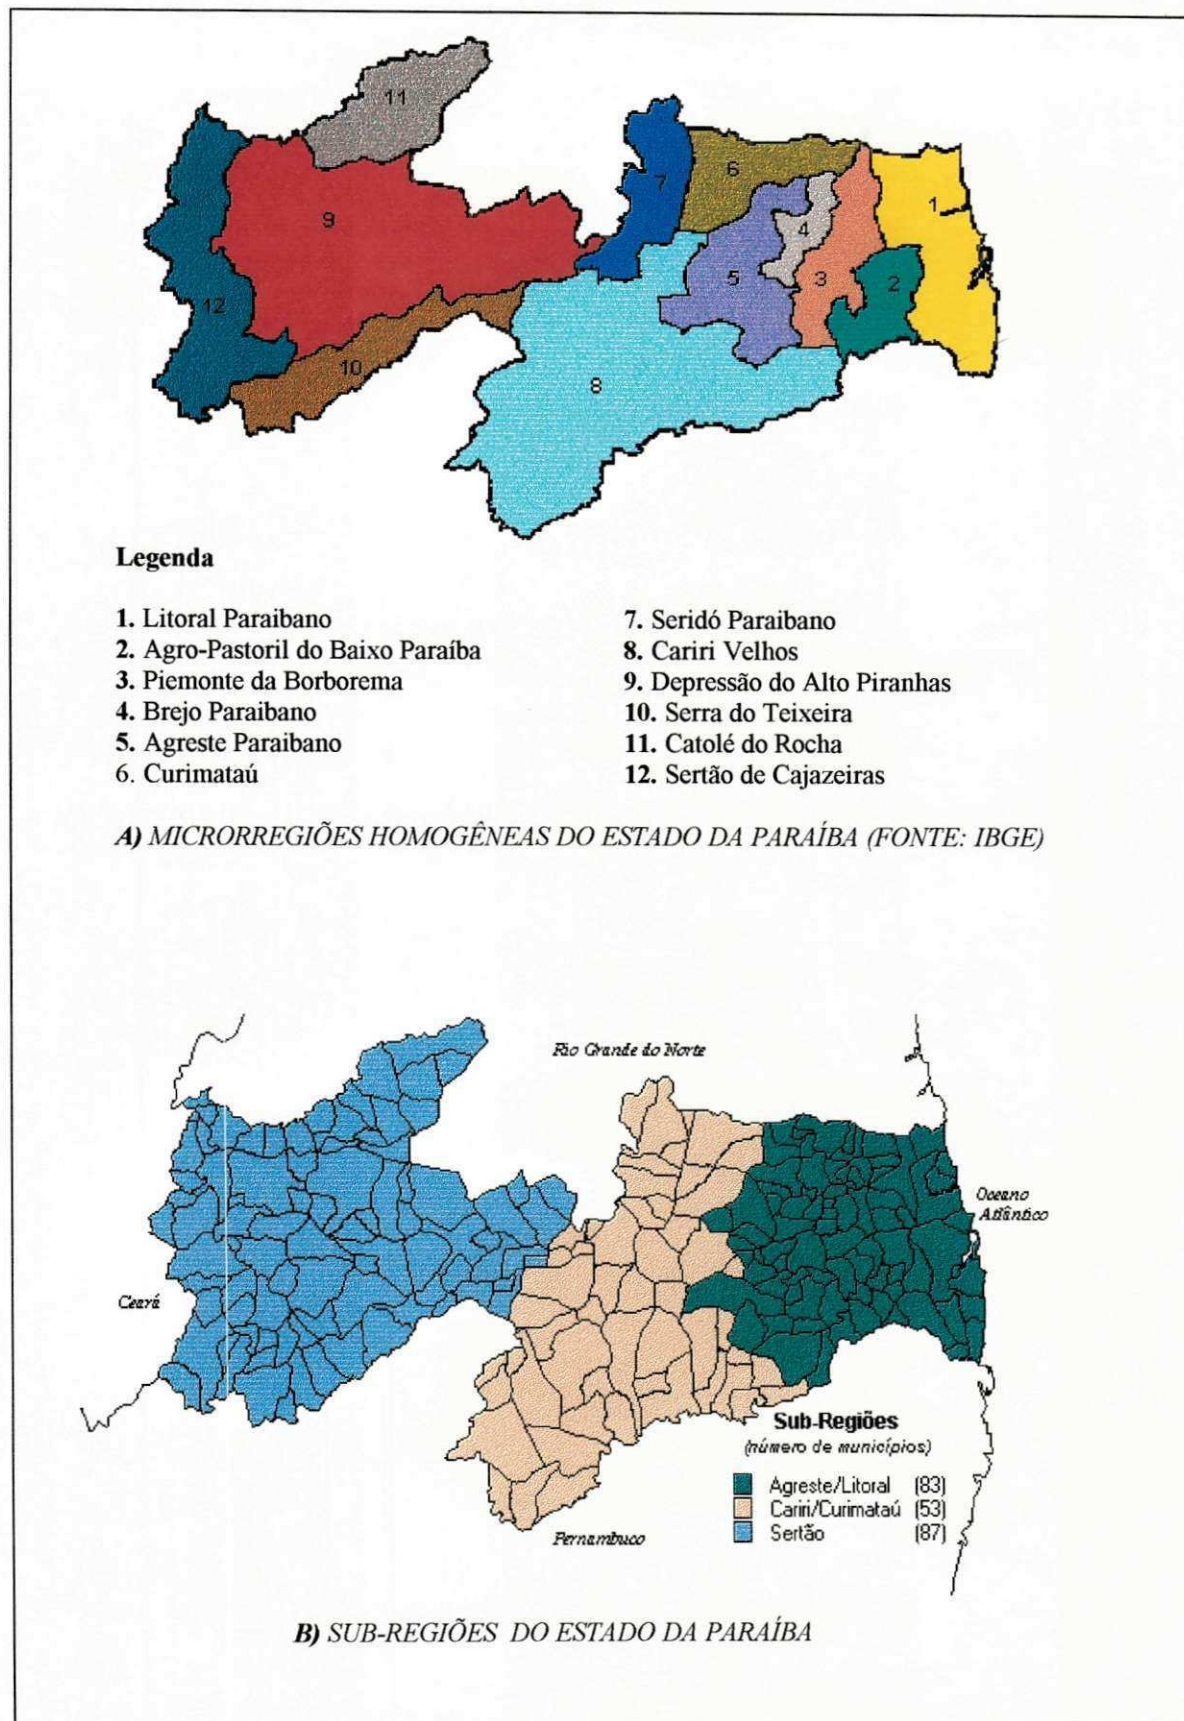 11
7
6
1
9
4
5
3
2
12
10
8
Legenda
1. Litoral Paraibano
2. Agro-Pastoril do Baixo Paraíba
3. Piemonte da Borborema
4. Brejo Paraibano
5. Agreste Paraibano
6. Curimataú
7. Seridó Paraibano
8. Cariri Velhos
9. Depressão do Alto Piranhas
10. Serra do Teixeira
11. Catolé do Rocha
12. Sertão de Cajazeiras
A) MICRORREGIÕES HOMOGÊNEAS DO ESTADO DA PARAÍBA (FONTE: IBGE)
Rio Grande do Norte
Oceano
Atlântico
Ceará
Sub-Regiões
(número de municípios)
Agreste/Litoral (83)
Cariri/Curimataú (53)
Sertão (87)
Pernambuco
B) SUB-REGIÕES DO ESTADO DA PARAÍBA